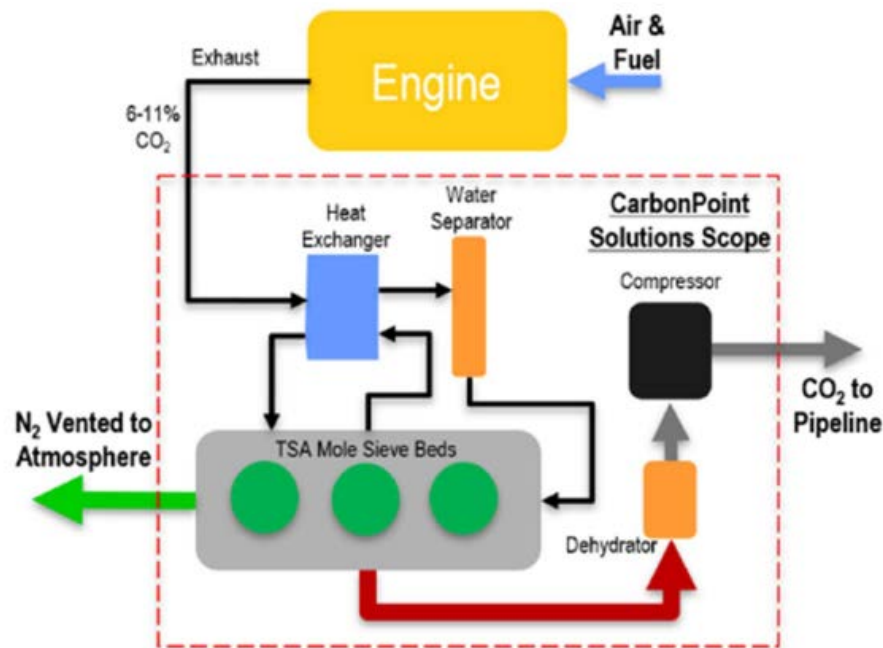 Air &
Fuel
Engine
Exhaust
6-11%
CO₂
Heat
Exchanger
Water
Separator
CarbonPoint
Solutions Scope
Compressor
CO₂ to
Pipeline
N₂ Vented to
Atmosphere
TSA Mole Sieve Beds
Dehydrator